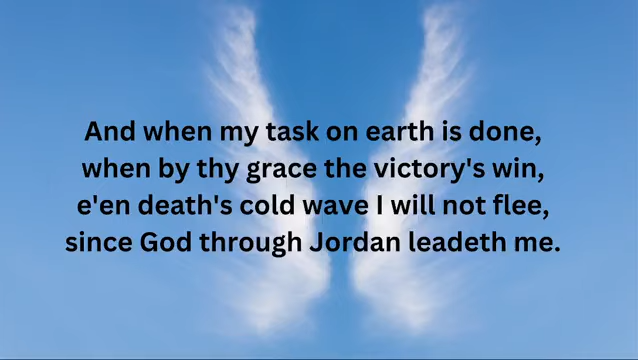 And when my task on earth is done,
when by thy grace the victory's win,
e'en death's cold wave I will not flee,
since God through Jordan leadeth me.